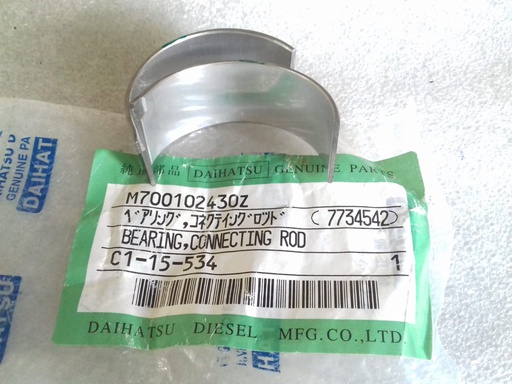 DAIHATSU D
GENUINE PA
DAIHAT
純正部品 DAIHATSU GENUINE PARTS
M700102430Z
ベアリング,コネクティングロッド (7734542)
BEARING,CONNECTING ROD
C1-15-534 1
DAIHATSU DIESEL MFG.CO.,LTD.
DAIHATSU